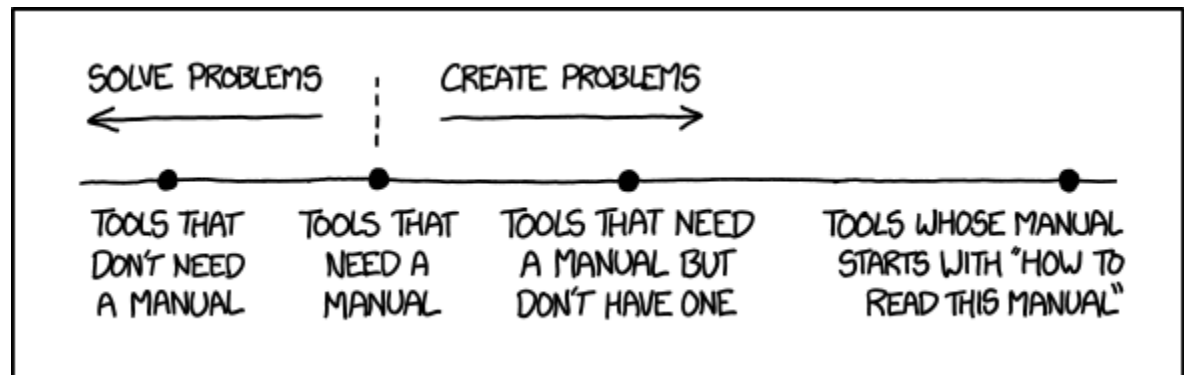 SOLVE PROBLEMS
CREATE PROBLEMS
TOOLS THAT
DON'T NEED
A MANUAL
TOOLS THAT
NEED A
MANUAL
TOOLS THAT NEED
A MANUAL BUT
DON'T HAVE ONE
TOOLS WHOSE MANUAL
STARTS WITH "HOW TO
READ THIS MANUAL"